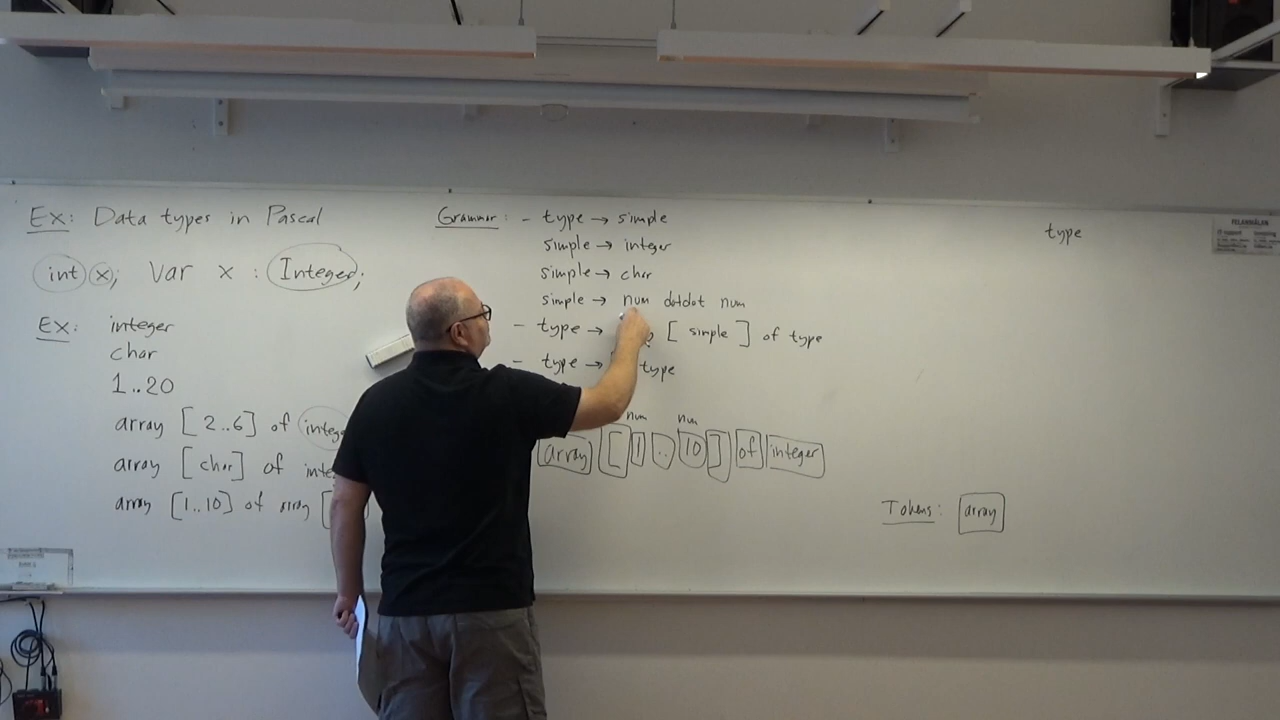 Ex: Data types in Pascal
int x; Var x : Integer;
Ex: integer
char
1..20
array [2..6] of
array [char] of
array [1..10] of array [
Grammar: - type → simple
simple → integer
simple → char
simple → num dotdot num
- type → [ simple ] of type
- type → type
num num
array [ 1 .. 10 ] of integer
type
Tokens: array
FELANMÄLAN